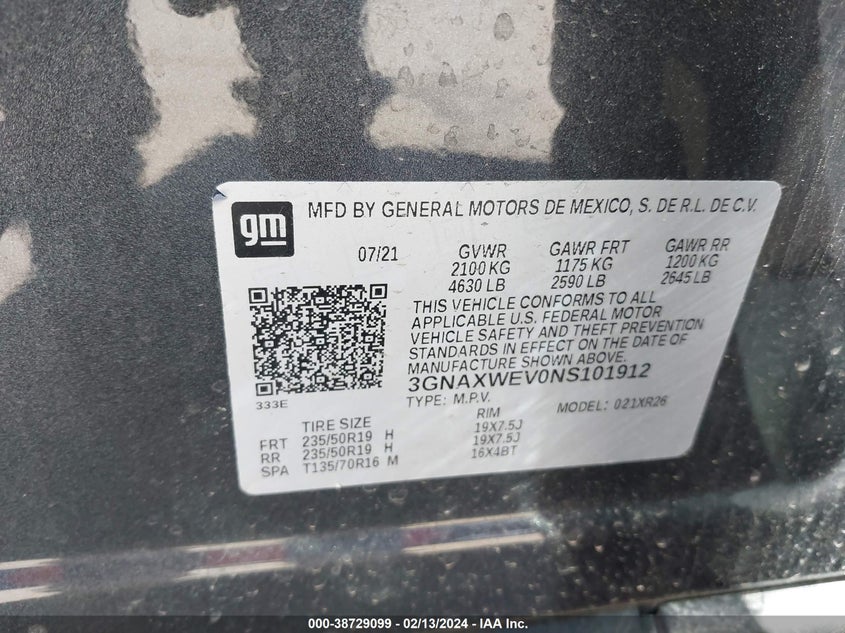 gm
MFD BY GENERAL MOTORS DE MEXICO, S. DE R.L. DE C.V.
07/21 GVWR GAWR FRT GAWR RR
2100 KG 1175 KG 1200 KG
4630 LB 2590 LB 2645 LB
THIS VEHICLE CONFORMS TO ALL
APPLICABLE U.S. FEDERAL MOTOR
VEHICLE SAFETY AND THEFT PREVENTION
STANDARDS IN EFFECT ON THE DATE OF
MANUFACTURE SHOWN ABOVE.
3GNAXWEV0NS101912
333E
TYPE: M.P.V. MODEL: 021XR26
TIRE SIZE RIM
FRT 235/50R19 H 19X7.5J
RR 235/50R19 H 19X7.5J
SPA T135/70R16 M 16X4BT
000-38729099 - 02/13/2024 - IAA Inc.